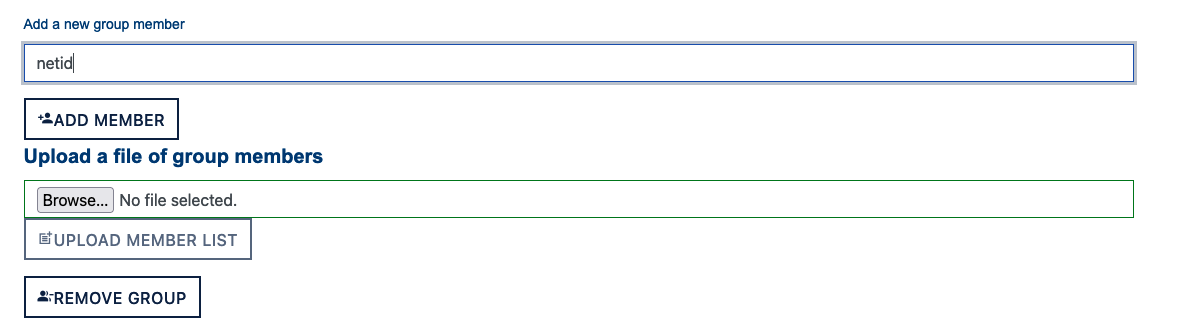 Add a new group member
netid
ADD MEMBER
Upload a file of group members
Browse... No file selected.
UPLOAD MEMBER LIST
REMOVE GROUP